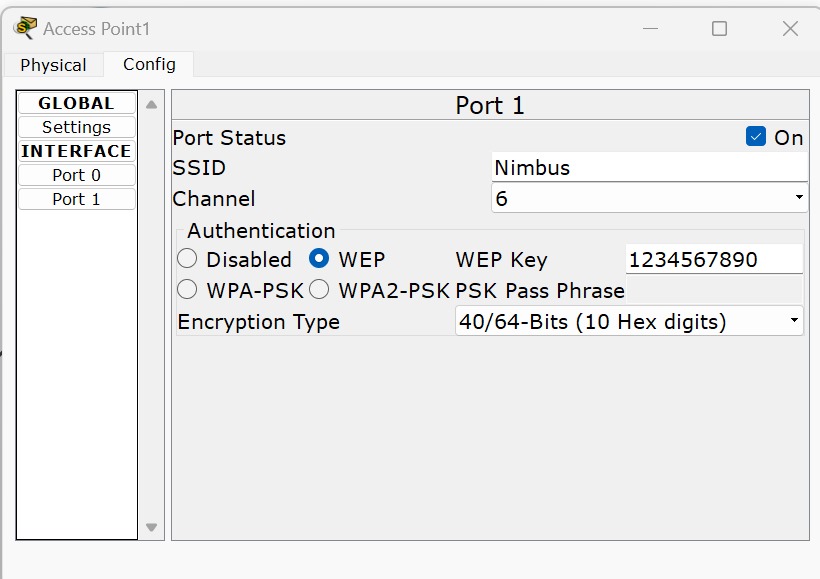 Access Point1
Physical Config
GLOBAL
Settings
INTERFACE
Port 0
Port 1
Port 1
Port Status On
SSID Nimbus
Channel 6
Authentication
Disabled WEP WEP Key 1234567890
WPA-PSK WPA2-PSK PSK Pass Phrase
Encryption Type 40/64-Bits (10 Hex digits)